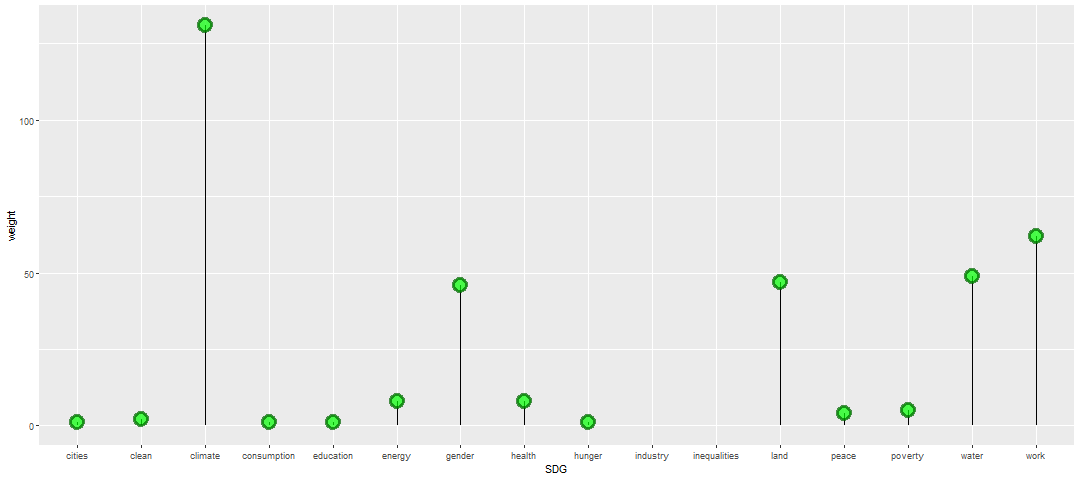 weight
100
50
0
cities clean climate consumption education energy gender health hunger industry inequalities land peace poverty water work
SDG